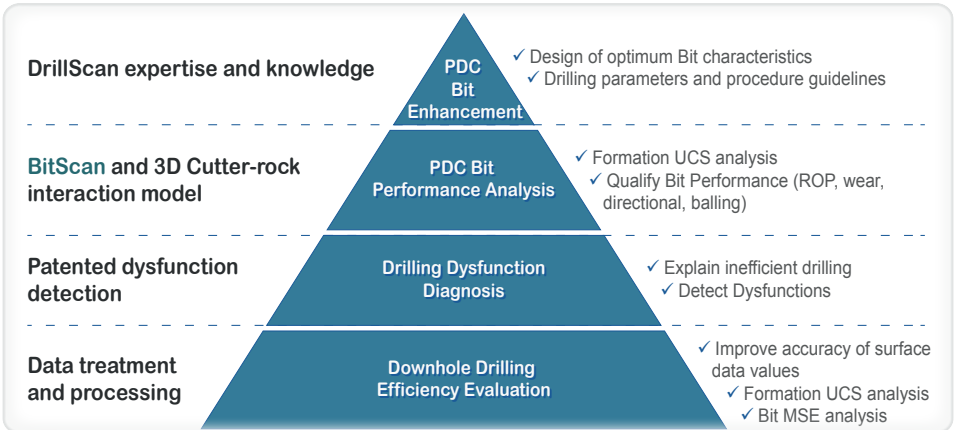 DrillScan expertise and knowledge
PDC
Bit
Enhancement
✓ Design of optimum Bit characteristics
✓ Drilling parameters and procedure guidelines
BitScan and 3D Cutter-rock
interaction model
PDC Bit
Performance Analysis
✓ Formation UCS analysis
✓ Qualify Bit Performance (ROP, wear,
directional, balling)
Patented dysfunction
detection
Drilling Dysfunction
Diagnosis
✓ Explain inefficient drilling
✓ Detect Dysfunctions
Data treatment
and processing
Downhole Drilling
Efficiency Evaluation
✓ Improve accuracy of surface
data values
✓ Formation UCS analysis
✓ Bit MSE analysis